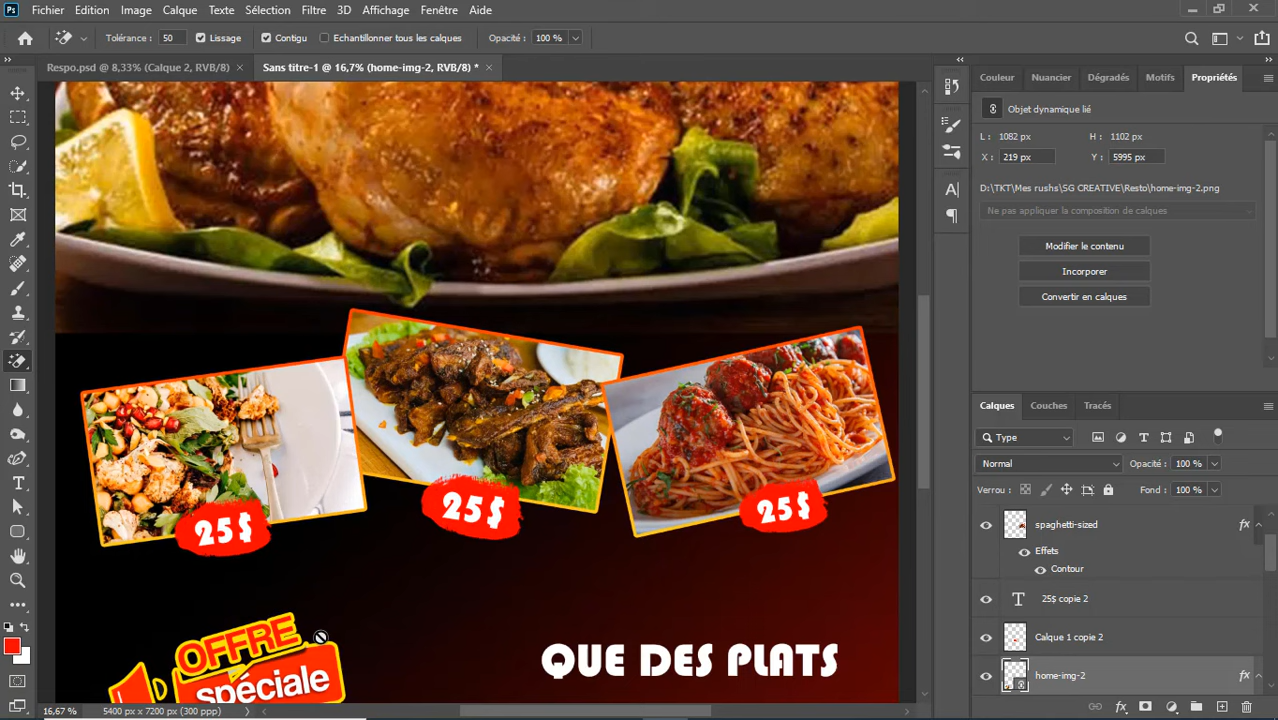 Ps Fichier Edition Image Calque Texte Sélection Filtre 3D Affichage Fenêtre Aide
Tolérance : 50 Lissage Contigu Echantillonner tous les calques Opacité : 100 %
Respo.psd @ 8,33% (Calque 2, RVB/8) × Sans titre-1 @ 16,7% (home-img-2, RVB/8) * ×
Couleur Nuancier Dégradés Motifs Propriétés
Objet dynamique lié
L : 1082 px H : 1102 px
X : 219 px Y : 5995 px
D:\TKT\Mes rushs\SG CREATIVE\Resto\home-img-2.png
Ne pas appliquer la composition de calques
Modifier le contenu
Incorporer
Convertir en calques
25$ 25$ 25$
OFFRE
spéciale
QUE DES PLATS
Calques Couches Tracés
Type
Normal Opacité : 100 %
Verrou : Fond : 100 %
spaghetti-sized fx
Effets
Contour
T 25$ copie 2
Calque 1 copie 2
home-img-2 fx
16,67 % 5400 px x 7200 px (300 ppp)